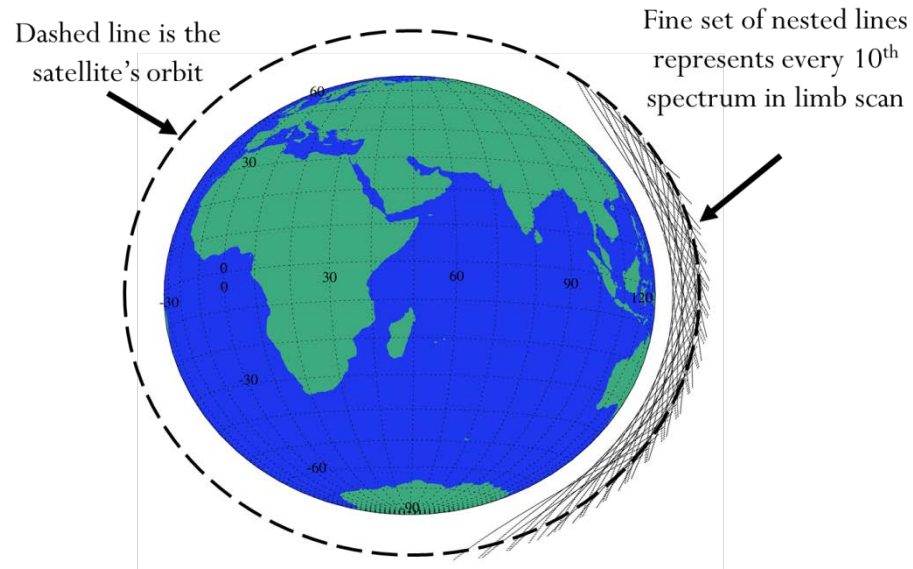 Dashed line is the
satellite's orbit
Fine set of nested lines
represents every 10th
spectrum in limb scan
60
30
0
0
30
60
90
120
-30
-30
-60
-90